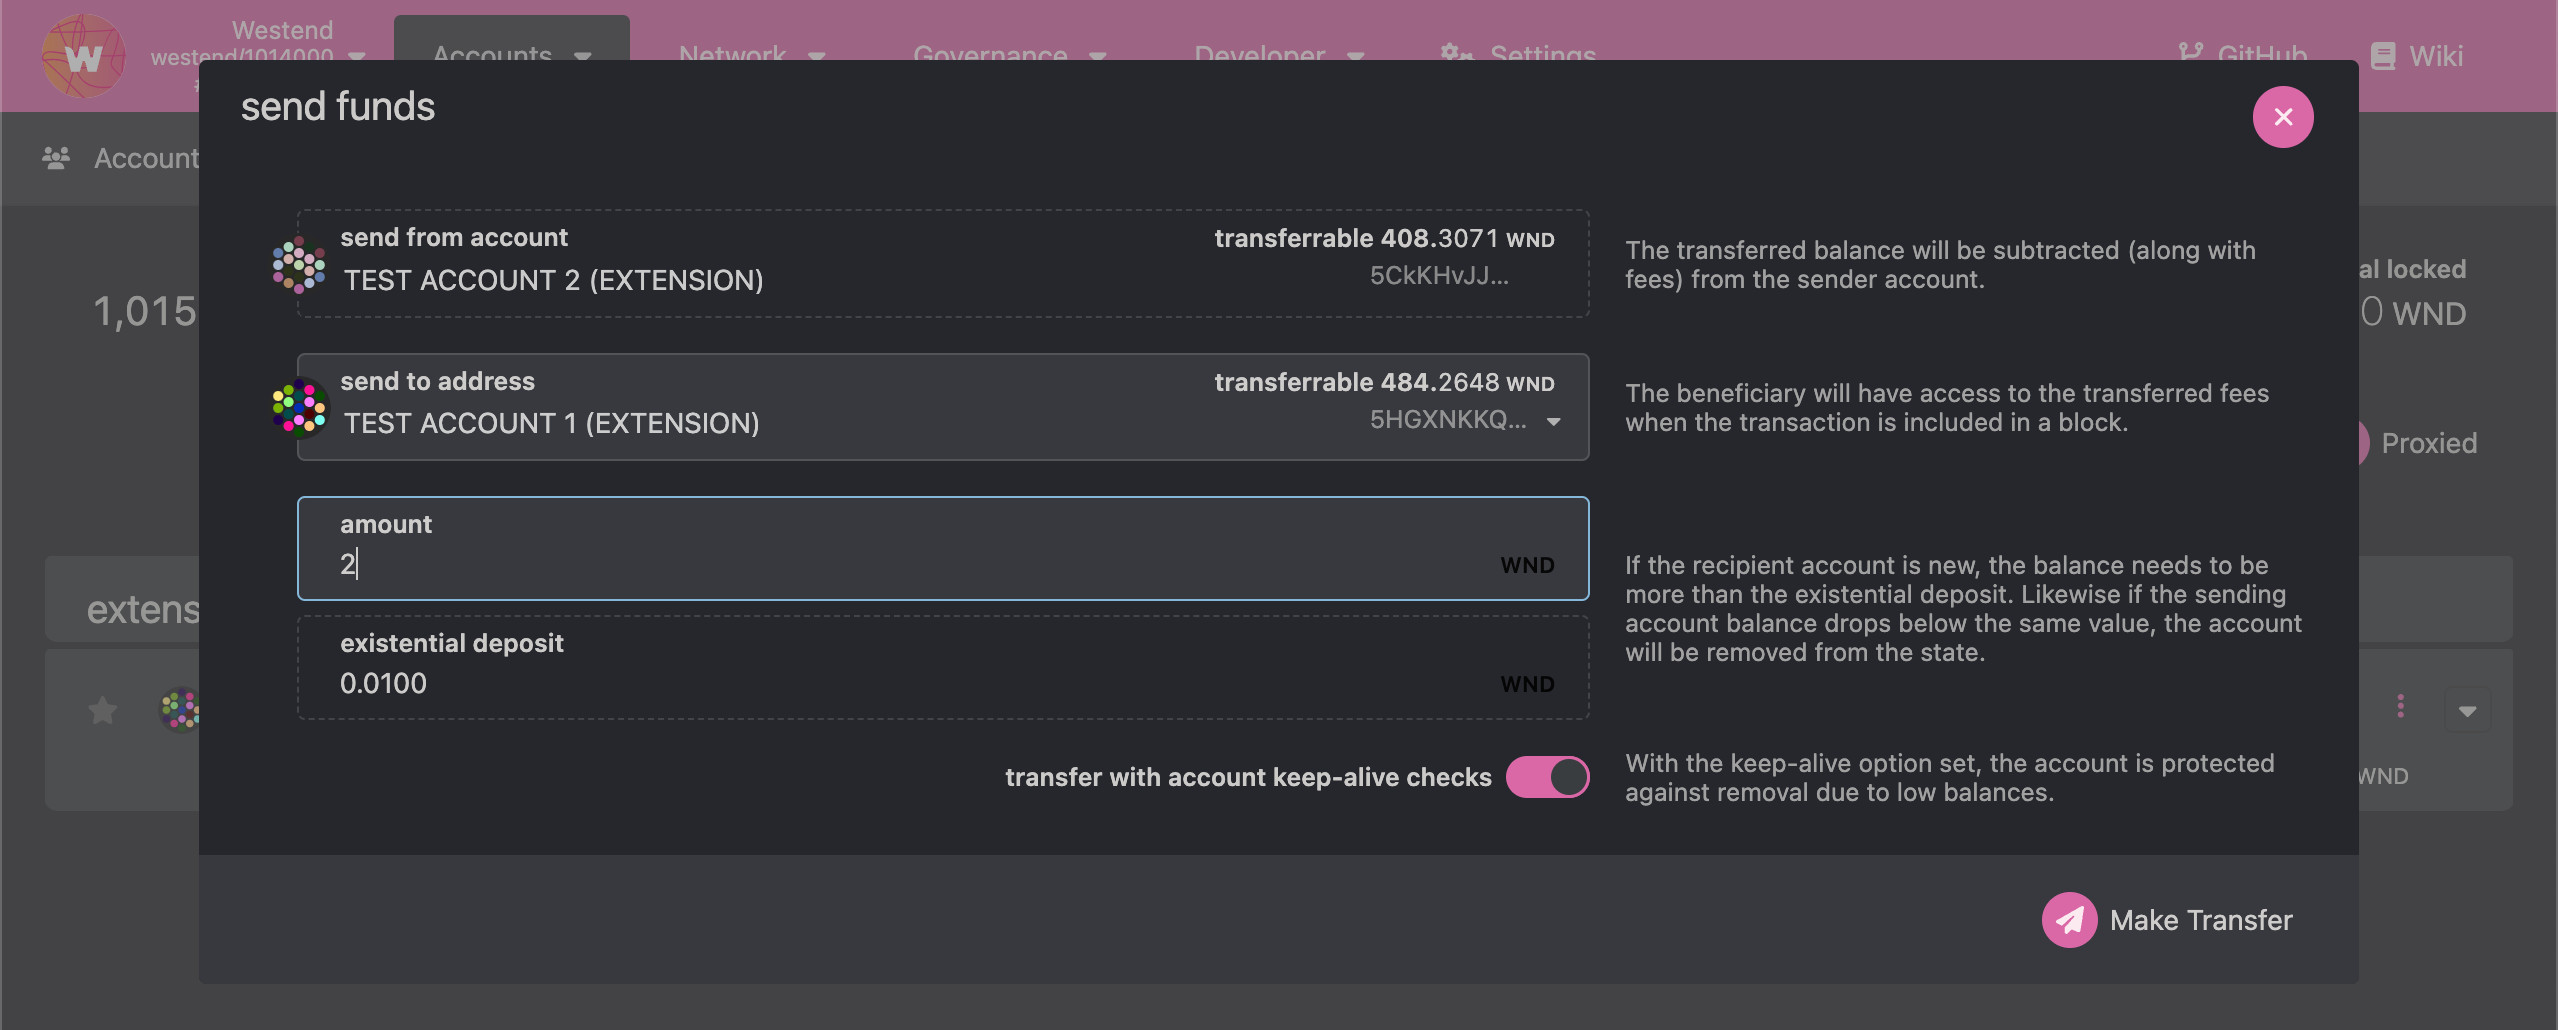 Westend
westend/1014000
Accounts
Network
Governance
Developer
Settings
GitHub
Wiki
W
send funds
Account
send from account
transferrable 408.3071 WND
TEST ACCOUNT 2 (EXTENSION)
5CkKHvJJ...
The transferred balance will be subtracted (along with
fees) from the sender account.
al locked
1,015
0 WND
send to address
transferrable 484.2648 WND
TEST ACCOUNT 1 (EXTENSION)
5HGXNKKQ...
The beneficiary will have access to the transferred fees
when the transaction is included in a block.
Proxied
amount
2
WND
If the recipient account is new, the balance needs to be
more than the existential deposit. Likewise if the sending
account balance drops below the same value, the account
will be removed from the state.
extens
existential deposit
0.0100
WND
transfer with account keep-alive checks
With the keep-alive option set, the account is protected
against removal due to low balances.
WND
Make Transfer